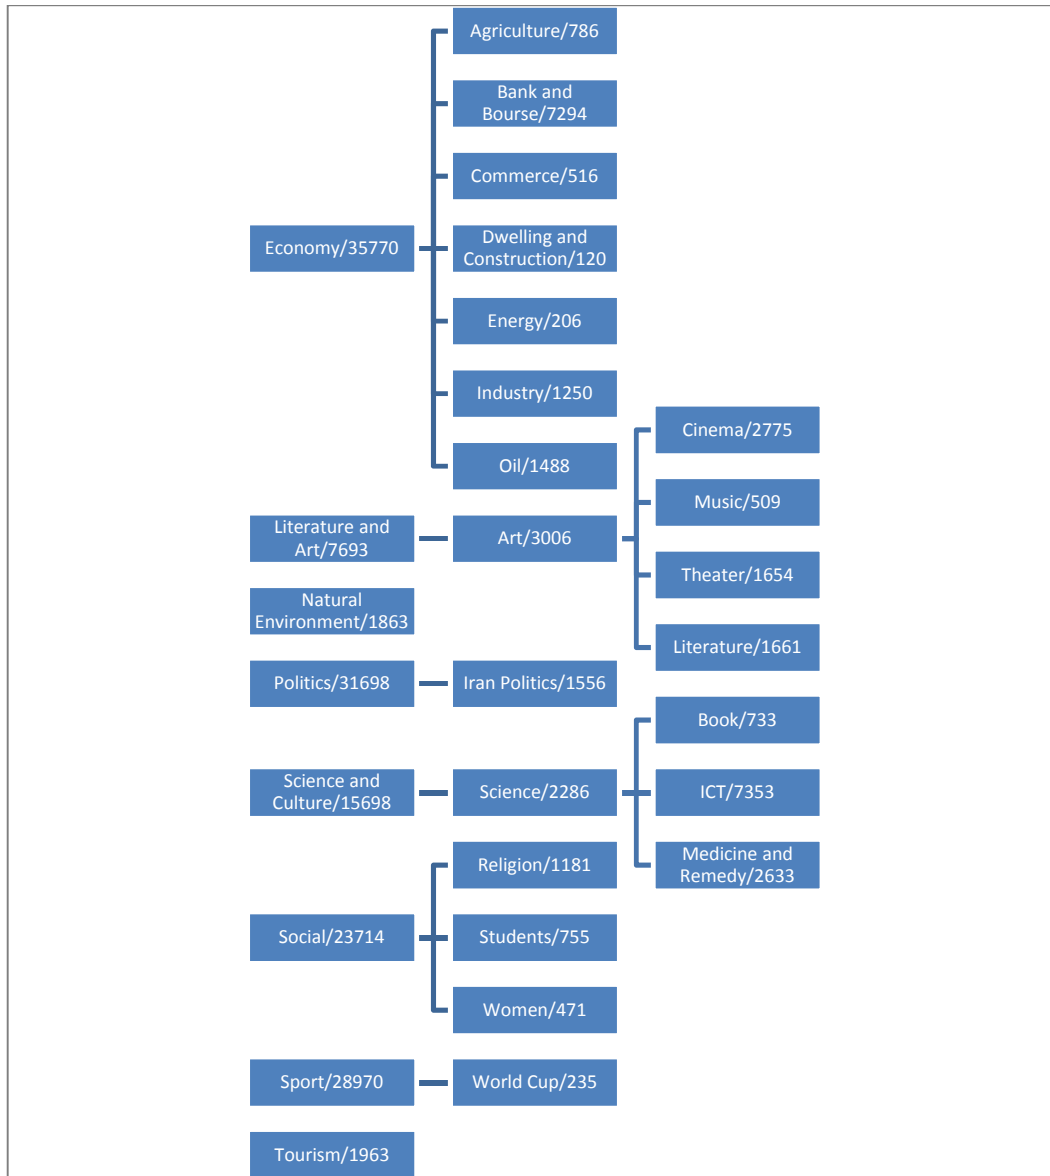 Agriculture/786
Bank and
Bourse/7294
Commerce/516
Economy/35770
Dwelling and
Construction/120
Energy/206
Industry/1250
Oil/1488
Cinema/2775
Music/509
Literature and
Art/7693
Art/3006
Theater/1654
Natural
Environment/1863
Literature/1661
Politics/31698
Iran Politics/1556
Book/733
Science and
Culture/15698
Science/2286
ICT/7353
Medicine and
Remedy/2633
Religion/1181
Social/23714
Students/755
Women/471
Sport/28970
World Cup/235
Tourism/1963